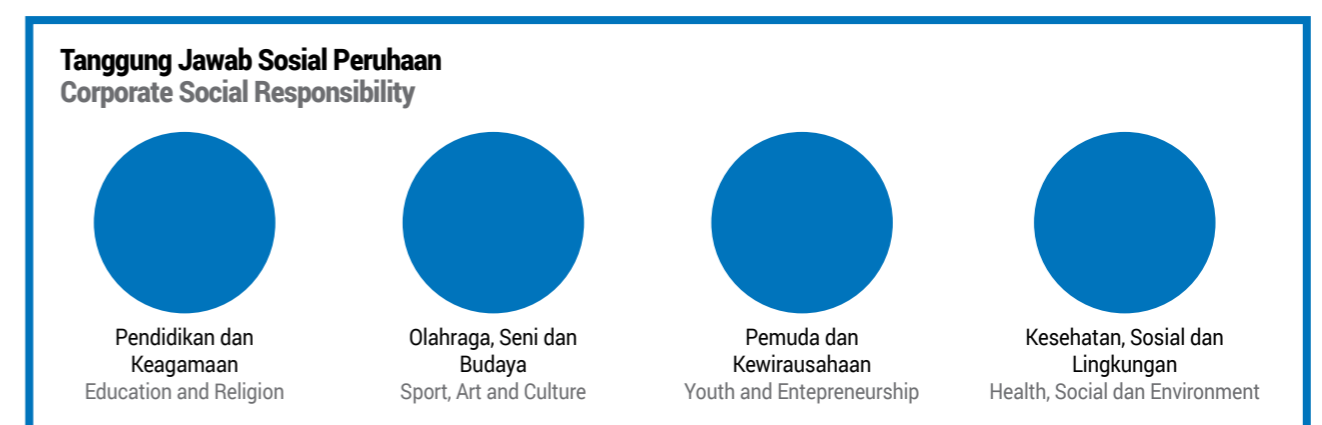 Tanggung Jawab Sosial Peruhaan
Corporate Social Responsibility
Pendidikan dan
Keagamaan
Education and Religion
Olahraga, Seni dan
Budaya
Sport, Art and Culture
Pemuda dan
Kewirausahaan
Youth and Entepreneurship
Kesehatan, Sosial dan
Lingkungan
Health, Social dan Environment